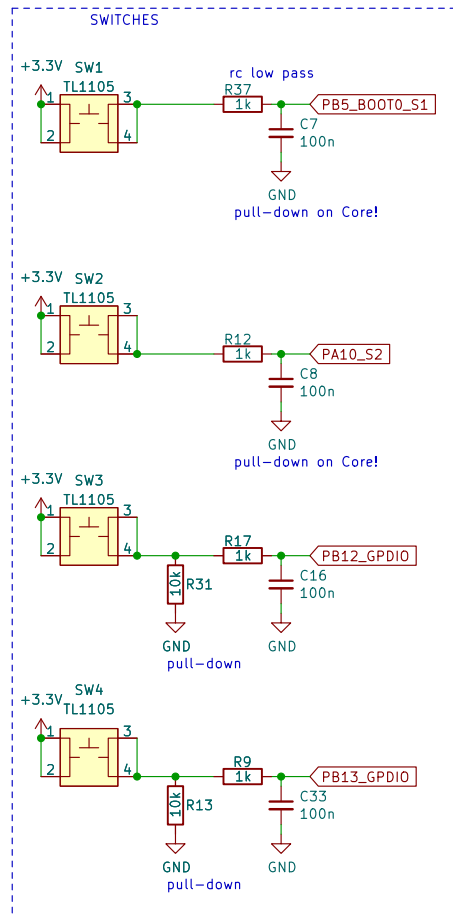 SWITCHES
+3.3V
SW1
TL1105
1
2
3
4
rc low pass
R37
1k
PB5_BOOT0_S1
C7
100n
GND
pull-down on Core!
+3.3V
SW2
TL1105
1
2
3
4
R12
1k
PA10_S2
C8
100n
GND
pull-down on Core!
+3.3V
SW3
TL1105
1
2
3
4
R17
1k
PB12_GPDIO
10k
R31
C16
100n
GND
GND
pull-down
+3.3V
SW4
TL1105
1
2
3
4
R9
1k
PB13_GPDIO
10k
R13
C33
100n
GND
GND
pull-down